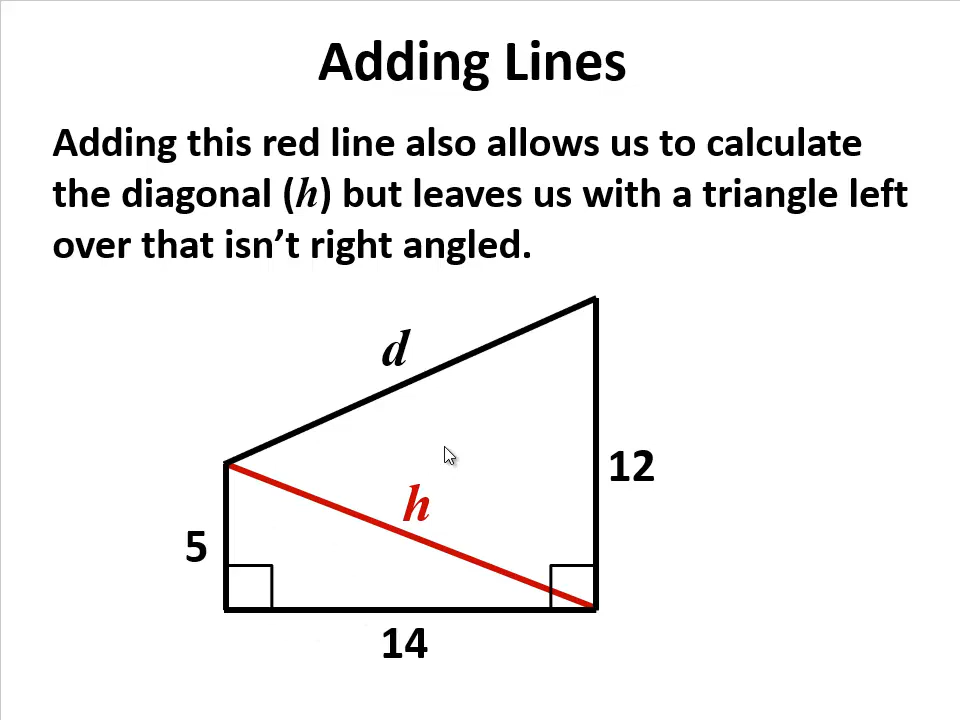 Adding Lines
Adding this red line also allows us to calculate
the diagonal (h) but leaves us with a triangle left
over that isn’t right angled.
d
12
h
5
14